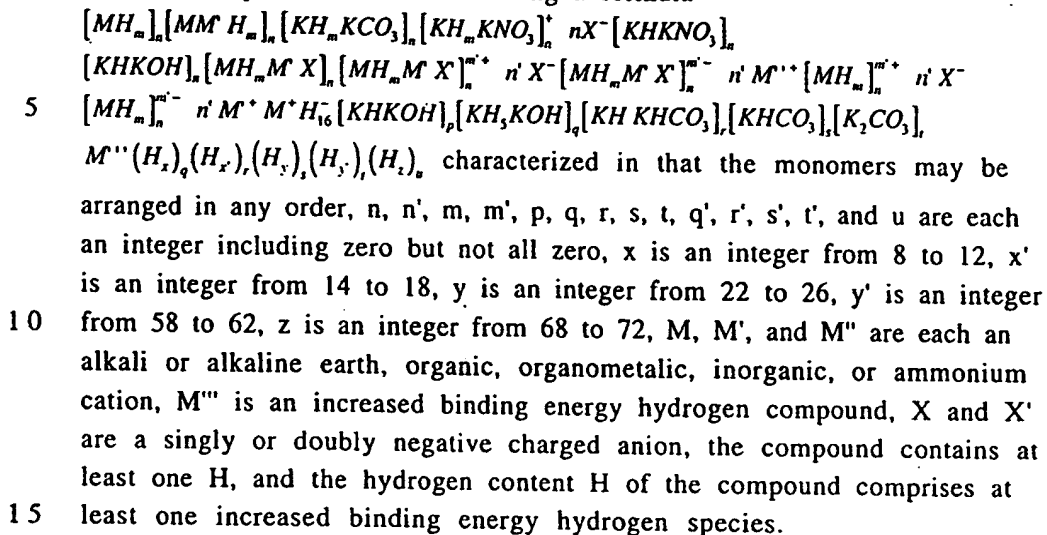 [MHₘ]ₙ[MM' Hₘ]ₙ[KHₘKCO₃]ₙ[KHₘKNO₃]ₙ⁺ nX⁻[KHKNO₃]ₙ
[KHKOH]ₙ[MHₘM' X]ₙ[MHₘM' X']ₙᵐ'⁺ n' X⁻[MHₘM' X']ₙᵐ'⁻ n' M''⁺[MHₘ]ₙᵐ'⁺ n' X⁻
5 [MHₘ]ₙᵐ'⁻ n' M⁺ M⁺H₁₆⁻[KHKOH]ₚ[KH₅KOH]_q[KH KHCO₃]ᵣ[KHCO₃]ₛ[K₂CO₃]ₜ
M'''(Hₓ)_q(Hₓ')ᵣ(H_y)ₛ(H_y')ₜ(H_z)ᵤ characterized in that the monomers may be
arranged in any order, n, n', m, m', p, q, r, s, t, q', r', s', t', and u are each
an integer including zero but not all zero, x is an integer from 8 to 12, x'
is an integer from 14 to 18, y is an integer from 22 to 26, y' is an integer
10 from 58 to 62, z is an integer from 68 to 72, M, M', and M" are each an
alkali or alkaline earth, organic, organometalic, inorganic, or ammonium
cation, M''' is an increased binding energy hydrogen compound, X and X'
are a singly or doubly negative charged anion, the compound contains at
least one H, and the hydrogen content H of the compound comprises at
15 least one increased binding energy hydrogen species.